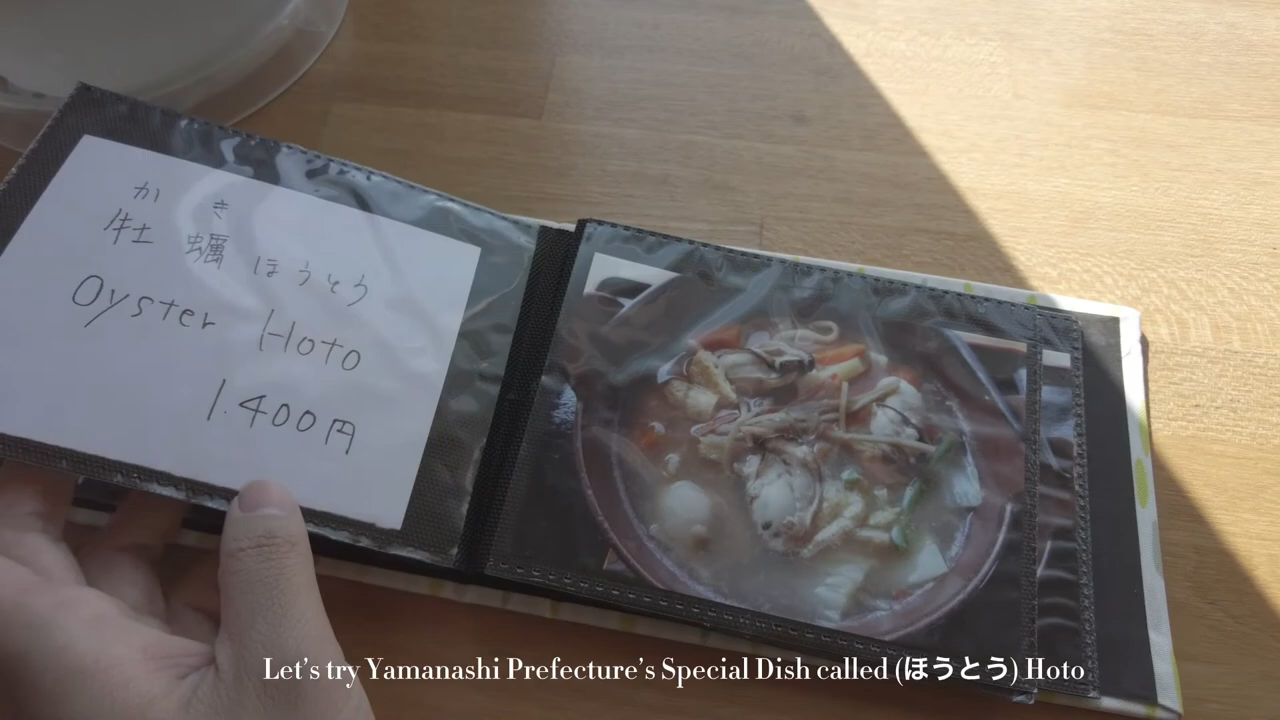 か き
牡蠣ほうとう
Oyster Hoto
1.400円
Let's try Yamanashi Prefecture's Special Dish called (ほうとう) Hoto